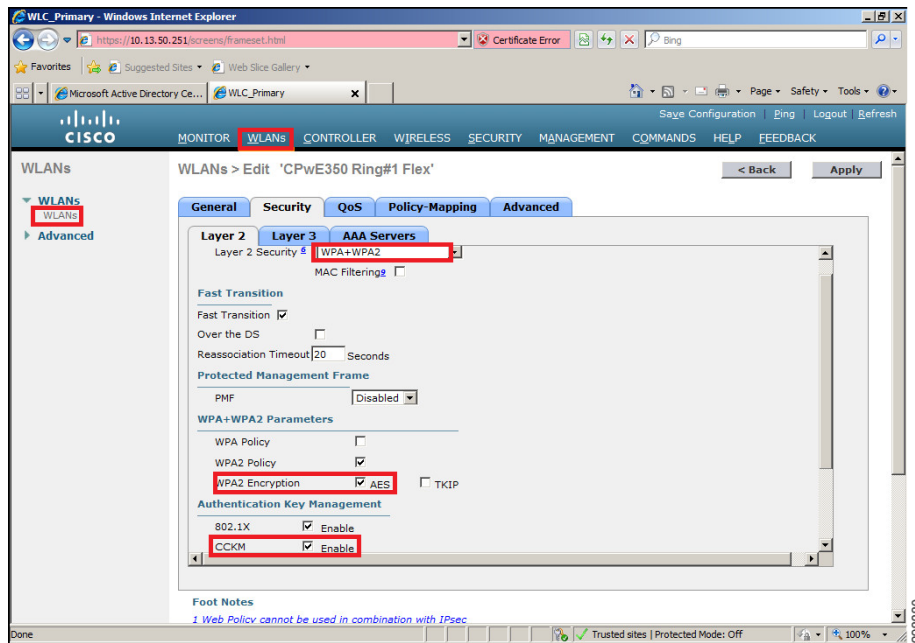 WLC_Primary - Windows Internet Explorer
https://10.13.50.251/screens/frameset.html Certificate Error Bing
Favorites Suggested Sites Web Slice Gallery
Microsoft Active Directory Ce... WLC_Primary x Page Safety Tools
Save Configuration | Ping | Logout | Refresh
CISCO MONITOR WLANs CONTROLLER WIRELESS SECURITY MANAGEMENT COMMANDS HELP FEEDBACK
WLANs
WLANs
WLANs
Advanced
WLANs > Edit 'CPwE350 Ring#1 Flex' < Back Apply
General Security QoS Policy-Mapping Advanced
Layer 2 Layer 3 AAA Servers
Layer 2 Security 6 WPA+WPA2
MAC Filtering 9
Fast Transition
Fast Transition
Over the DS
Reassociation Timeout 20 Seconds
Protected Management Frame
PMF Disabled
WPA+WPA2 Parameters
WPA Policy
WPA2 Policy
WPA2 Encryption AES TKIP
Authentication Key Management
802.1X Enable
CCKM Enable
Foot Notes
1 Web Policy cannot be used in combination with IPsec
Done Trusted sites | Protected Mode: Off 100%